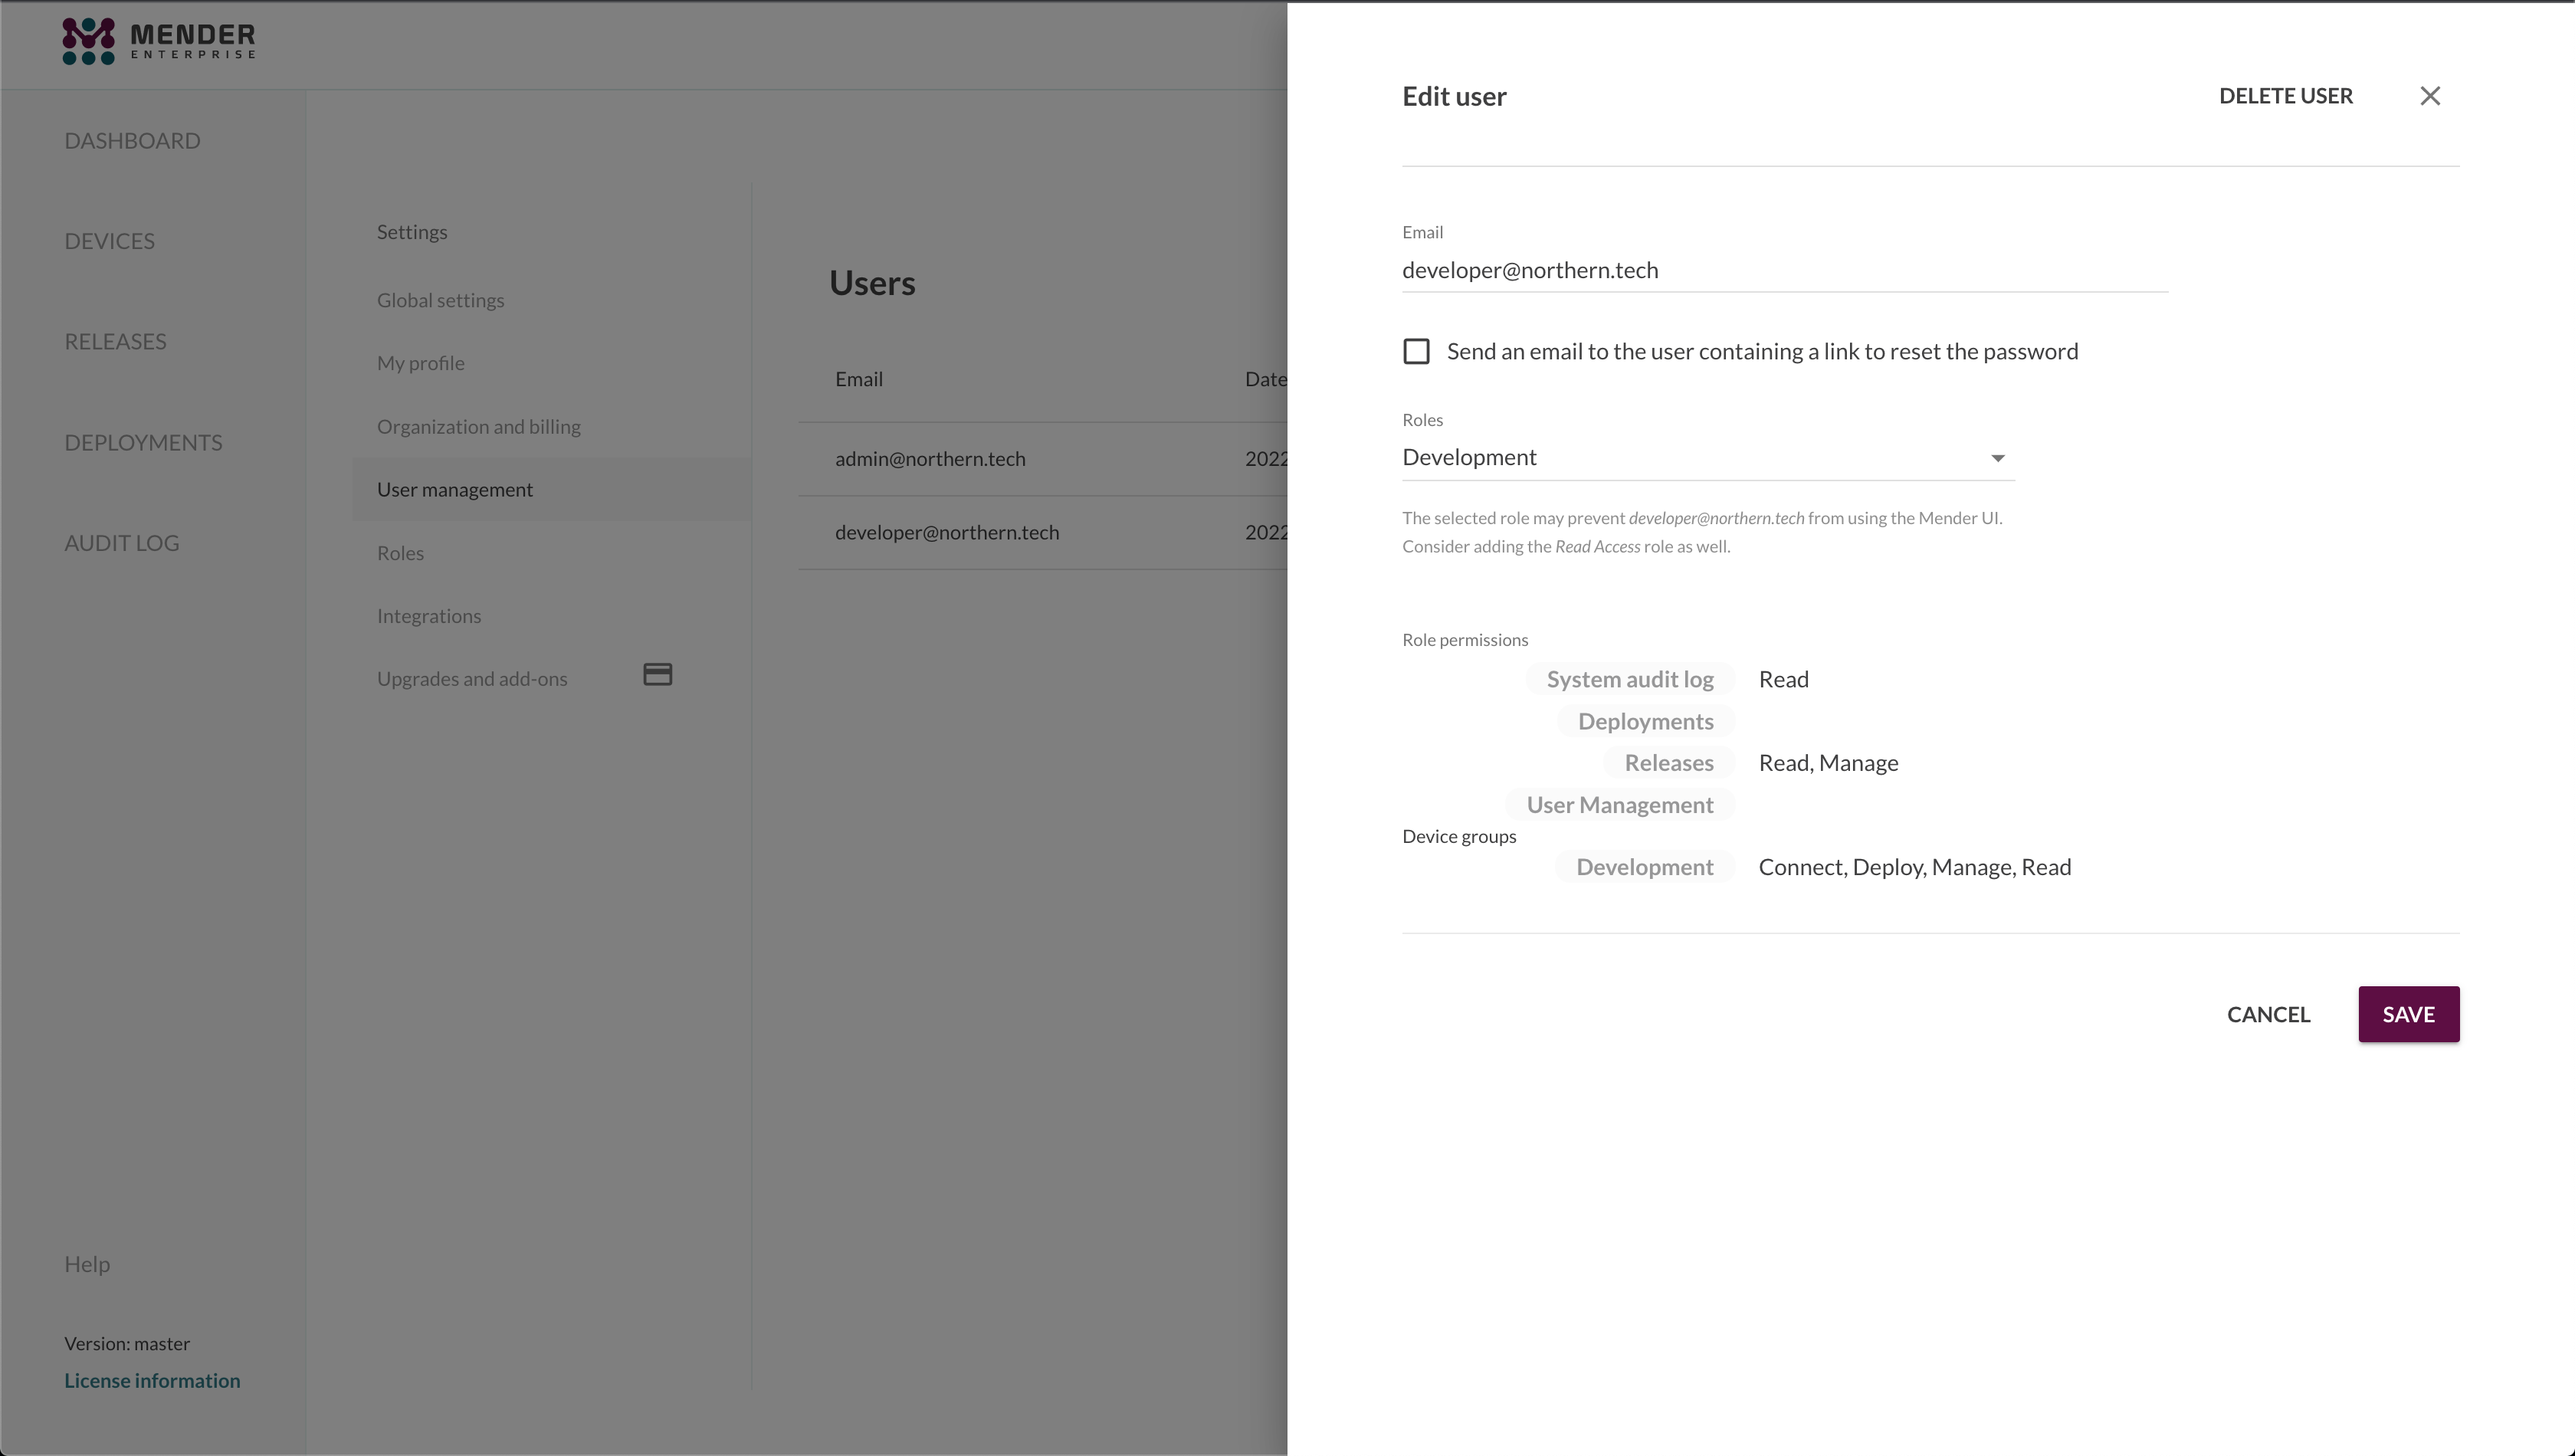 MENDER
ENTERPRISE
DASHBOARD
DEVICES
RELEASES
DEPLOYMENTS
AUDIT LOG
Help
Version: master
License information
Settings
Global settings
My profile
Organization and billing
User management
Roles
Integrations
Upgrades and add-ons
Users
Email Date
admin@northern.tech 2022
developer@northern.tech 2022
Edit user DELETE USER
Email
developer@northern.tech
Send an email to the user containing a link to reset the password
Roles
Development
The selected role may prevent developer@northern.tech from using the Mender UI.
Consider adding the Read Access role as well.
Role permissions
System audit log Read
Deployments
Releases Read, Manage
User Management
Device groups
Development Connect, Deploy, Manage, Read
CANCEL SAVE